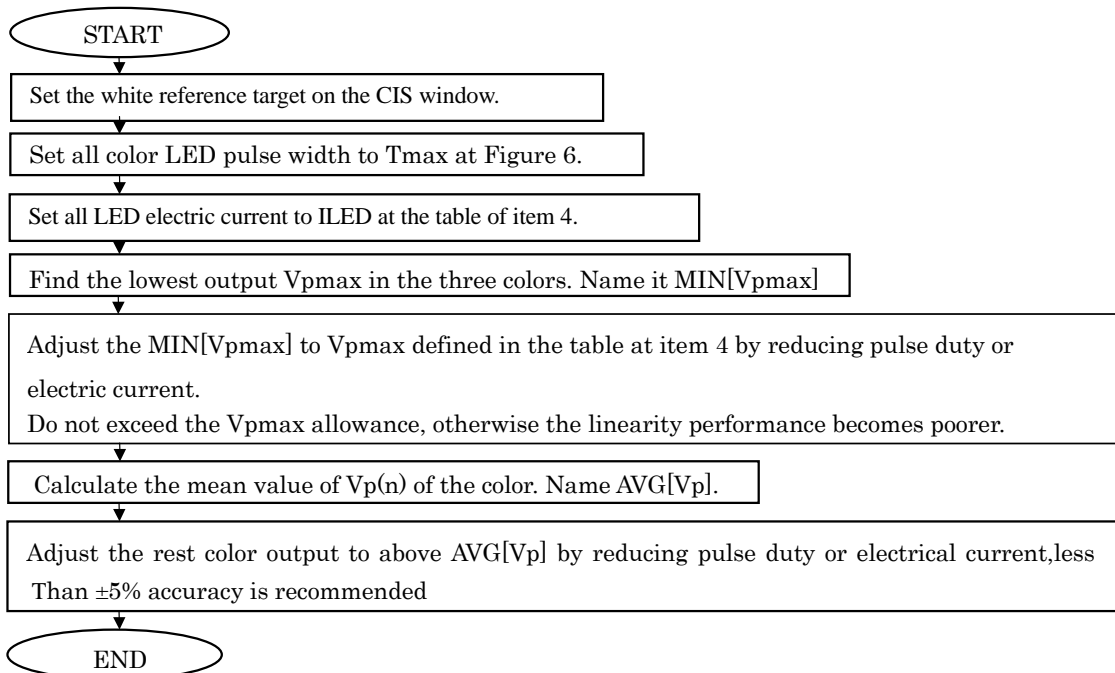 START
Set the white reference target on the CIS window.
Set all color LED pulse width to Tmax at Figure 6.
Set all LED electric current to ILED at the table of item 4.
Find the lowest output Vpmax in the three colors. Name it MIN[Vpmax]
Adjust the MIN[Vpmax] to Vpmax defined in the table at item 4 by reducing pulse duty or
electric current.
Do not exceed the Vpmax allowance, otherwise the linearity performance becomes poorer.
Calculate the mean value of Vp(n) of the color. Name AVG[Vp].
Adjust the rest color output to above AVG[Vp] by reducing pulse duty or electrical current,less
Than ±5% accuracy is recommended
END